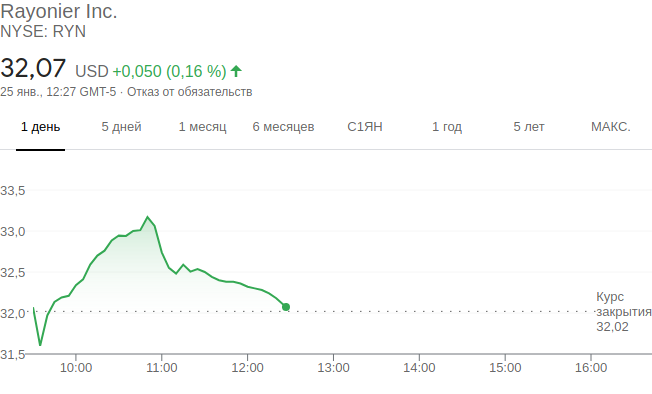 Rayonier Inc.
NYSE: RYN
32,07 USD +0,050 (0,16 %)
25 янв., 12:27 GMT-5 · Отказ от обязательств
1 день 5 дней 1 месяц 6 месяцев С1ЯН 1 год 5 лет МАКС.
33,5
33,0
32,5
32,0
31,5
Курс
закрытия
32,02
10:00 11:00 12:00 13:00 14:00 15:00 16:00